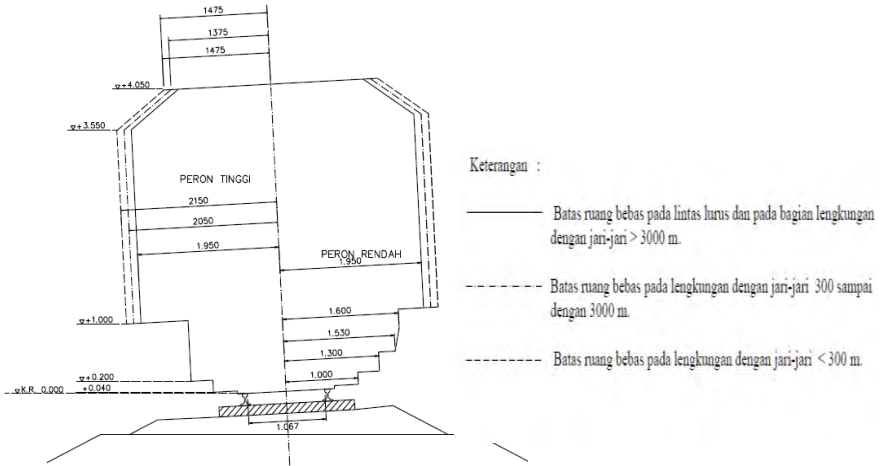 1475
1375
1475
▽+4.050
▽+3.550
PERON TINGGI
2150
2050
1.950
PERON RENDAH
1.950
1.600
▽+1.000
1.530
1.300
1.000
▽+0.200
▽K.R. 0.000 +0.040
1.067
Keterangan :
Batas ruang bebas pada lintas lurus dan pada bagian lengkungan
dengan jari-jari > 3000 m.
Batas ruang bebas pada lengkungan dengan jari-jari 300 sampai
dengan 3000 m.
Batas ruang bebas pada lengkungan dengan jari-jari < 300 m.